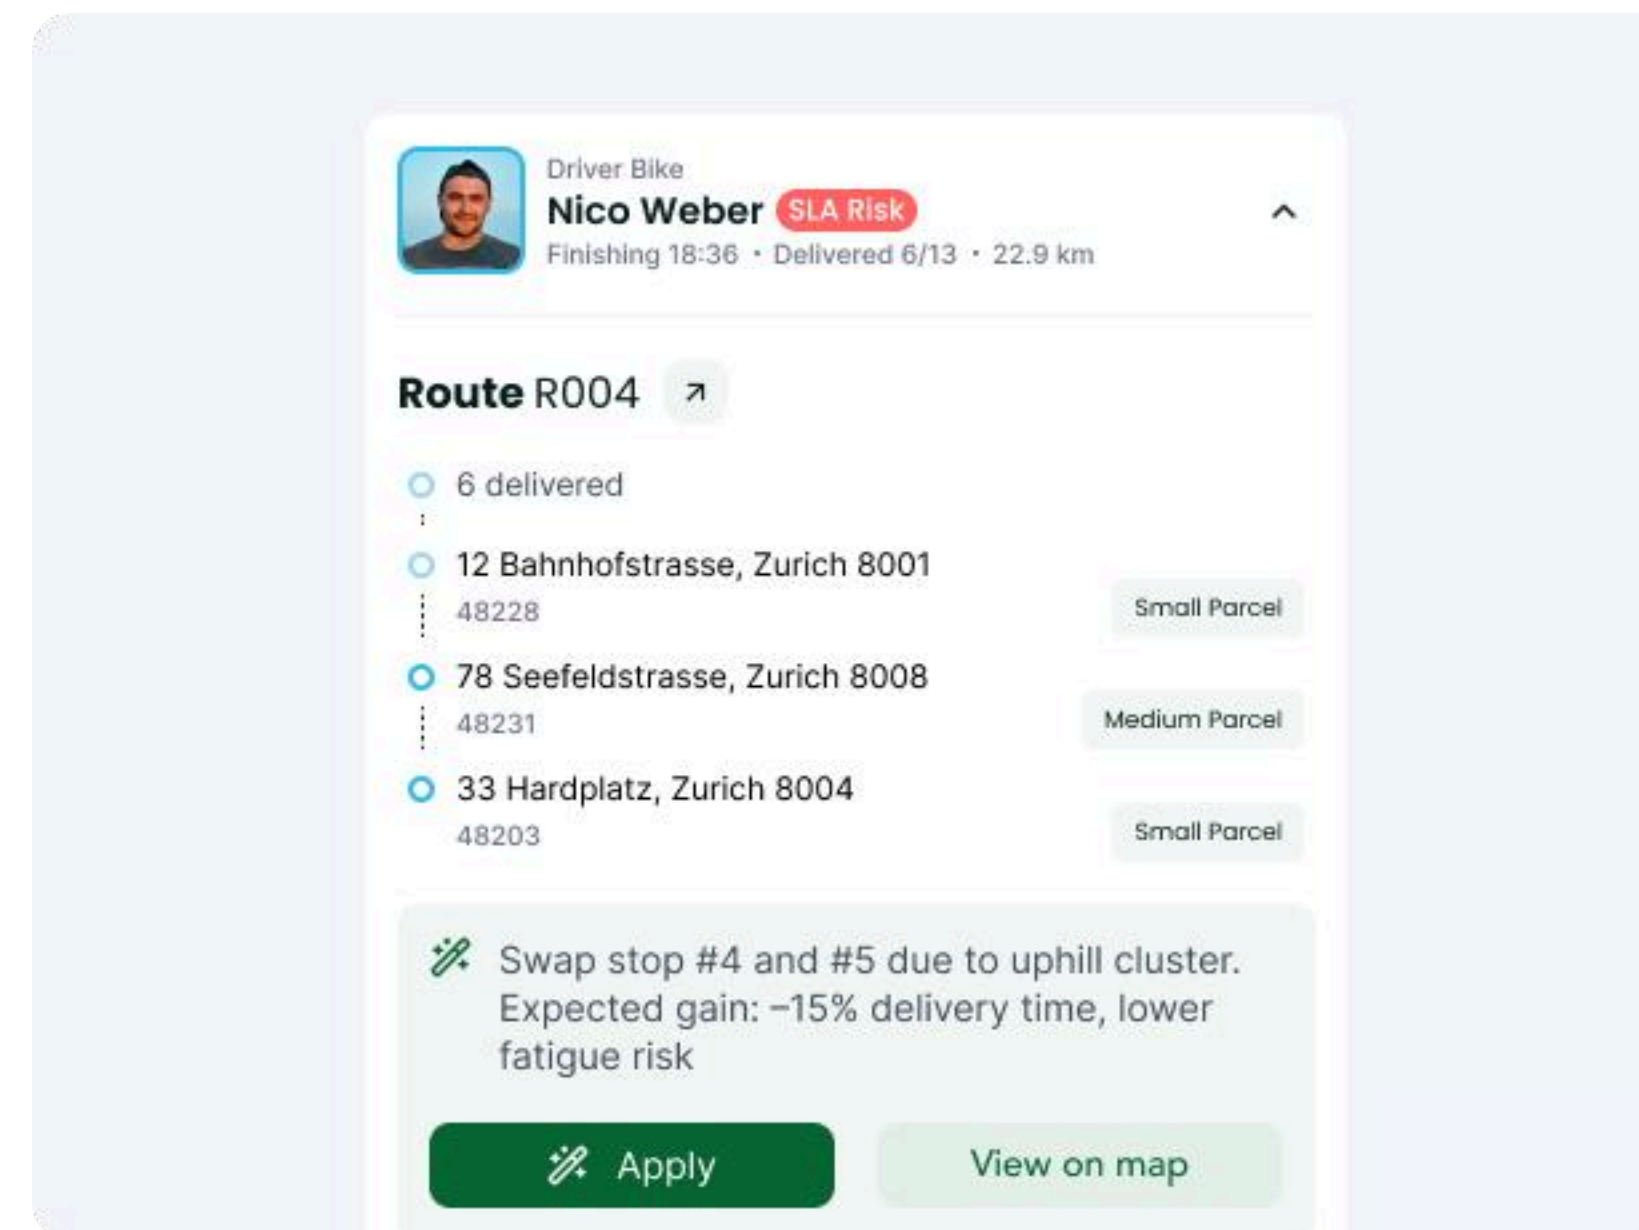 Driver Bike
Nico Weber SLA Risk
Finishing 18:36 · Delivered 6/13 · 22.9 km
Route R004
6 delivered
12 Bahnhofstrasse, Zurich 8001
48228
Small Parcel
78 Seefeldstrasse, Zurich 8008
48231
Medium Parcel
33 Hardplatz, Zurich 8004
48203
Small Parcel
Swap stop #4 and #5 due to uphill cluster.
Expected gain: –15% delivery time, lower
fatigue risk
Apply
View on map